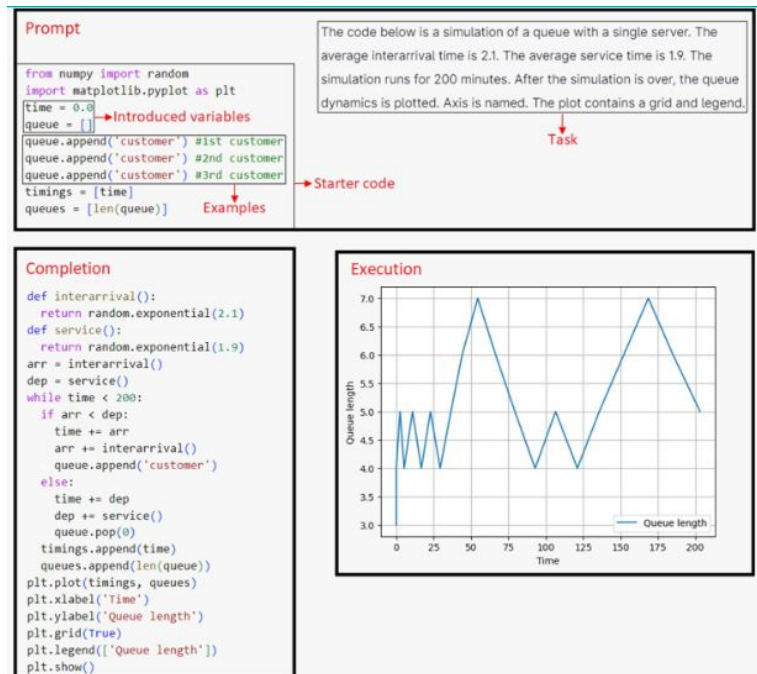 Prompt
The code below is a simulation of a queue with a single server. The
average interarrival time is 2.1. The average service time is 1.9. The
simulation runs for 200 minutes. After the simulation is over, the queue
dynamics is plotted. Axis is named. The plot contains a grid and legend.
Task
from numpy import random
import matplotlib.pyplot as plt
time = 0.0
queue = []
Introduced variables
queue.append('customer') #1st customer
queue.append('customer') #2nd customer
queue.append('customer') #3rd customer
Starter code
timings = [time]
queues = [len(queue)]
Examples
Completion
def interarrival():
  return random.exponential(2.1)
def service():
  return random.exponential(1.9)
arr = interarrival()
dep = service()
while time < 200:
  if arr < dep:
    time += arr
    arr += interarrival()
    queue.append('customer')
  else:
    time += dep
    dep += service()
    queue.pop(0)
  timings.append(time)
  queues.append(len(queue))
plt.plot(timings, queues)
plt.xlabel('Time')
plt.ylabel('Queue length')
plt.grid(True)
plt.legend(['Queue length'])
plt.show()
Execution
7.0
6.5
6.0
5.5
5.0
4.5
4.0
3.5
3.0
Queue length
Queue length
0 25 50 75 100 125 150 175 200
Time